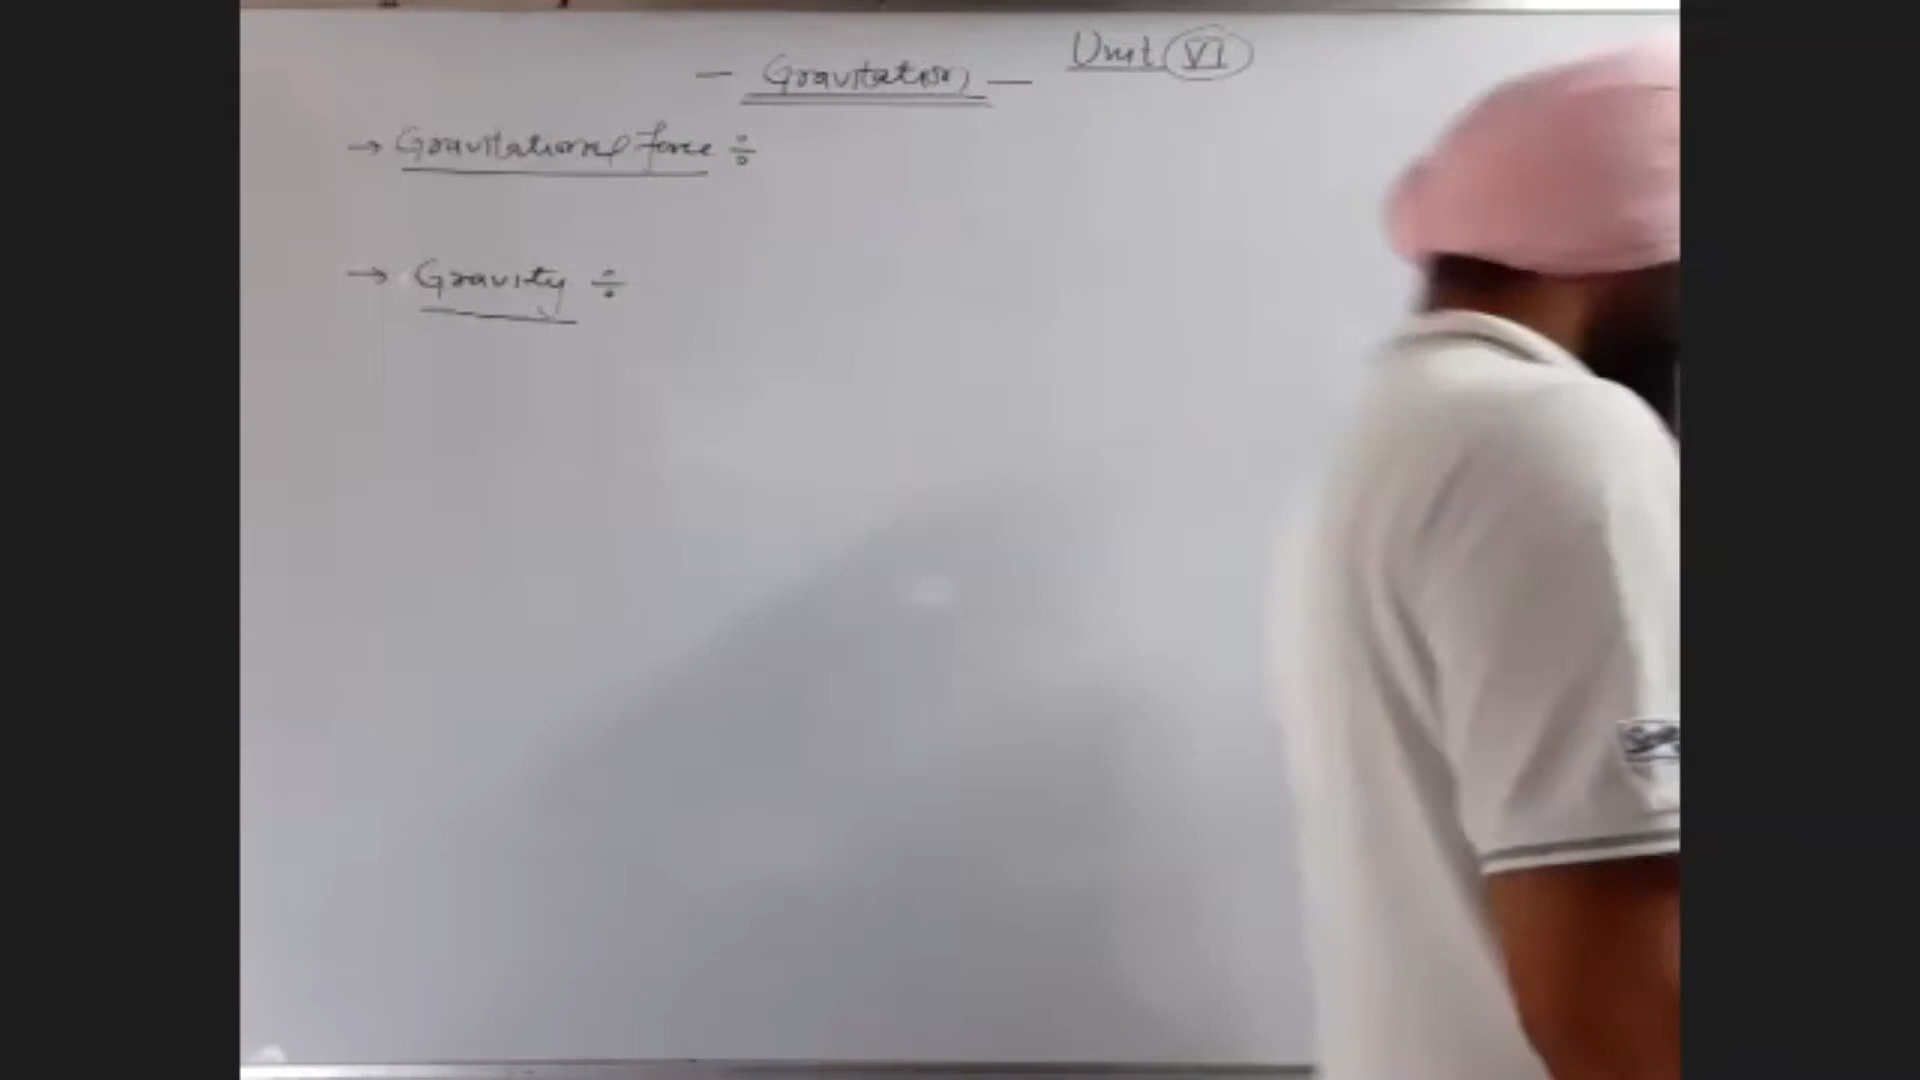 — Gravitation — Unit VI
→ Gravitational force ÷
→ Gravity ÷